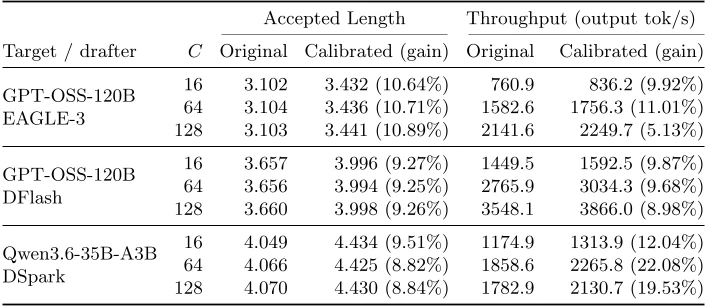 Accepted Length Throughput (output tok/s)
Target / drafter C Original Calibrated (gain) Original Calibrated (gain)
GPT-OSS-120B
EAGLE-3
16 3.102 3.432 (10.64%) 760.9 836.2 (9.92%)
64 3.104 3.436 (10.71%) 1582.6 1756.3 (11.01%)
128 3.103 3.441 (10.89%) 2141.6 2249.7 (5.13%)
GPT-OSS-120B
DFlash
16 3.657 3.996 (9.27%) 1449.5 1592.5 (9.87%)
64 3.656 3.994 (9.25%) 2765.9 3034.3 (9.68%)
128 3.660 3.998 (9.26%) 3548.1 3866.0 (8.98%)
Qwen3.6-35B-A3B
DSpark
16 4.049 4.434 (9.51%) 1174.9 1313.9 (12.04%)
64 4.066 4.425 (8.82%) 1858.6 2265.8 (22.08%)
128 4.070 4.430 (8.84%) 1782.9 2130.7 (19.53%)